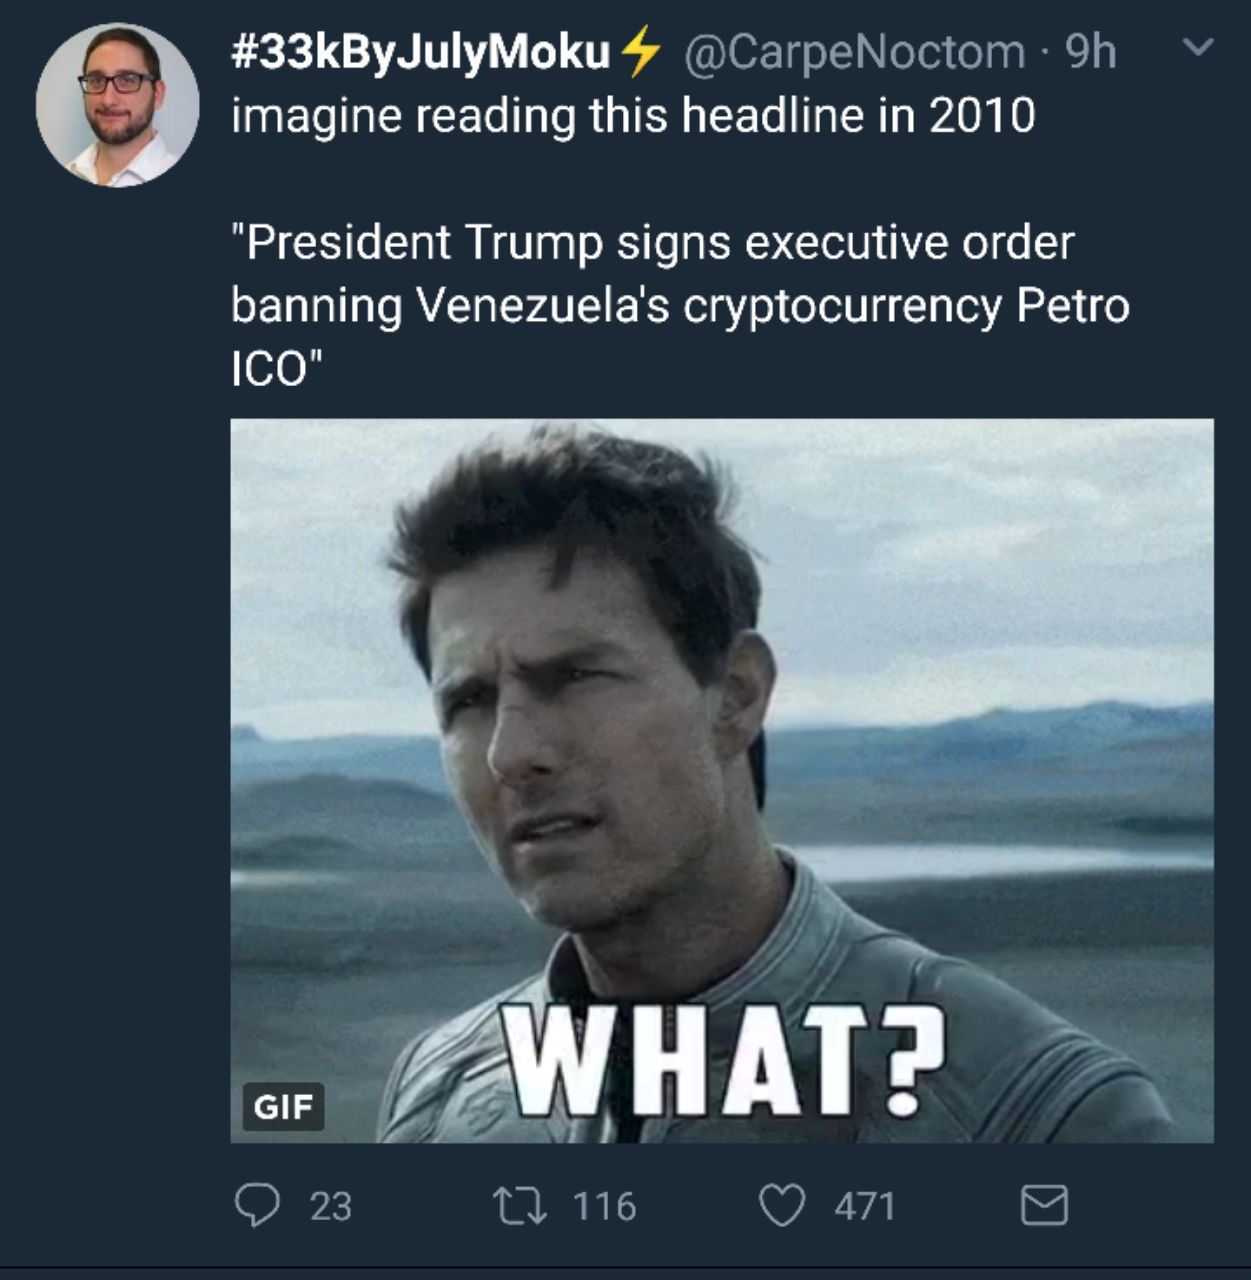 #33kByJulyMoku⚡ @CarpeNoctom · 9h
imagine reading this headline in 2010
"President Trump signs executive order
banning Venezuela's cryptocurrency Petro
ICO"
WHAT?
GIF
23 116 471